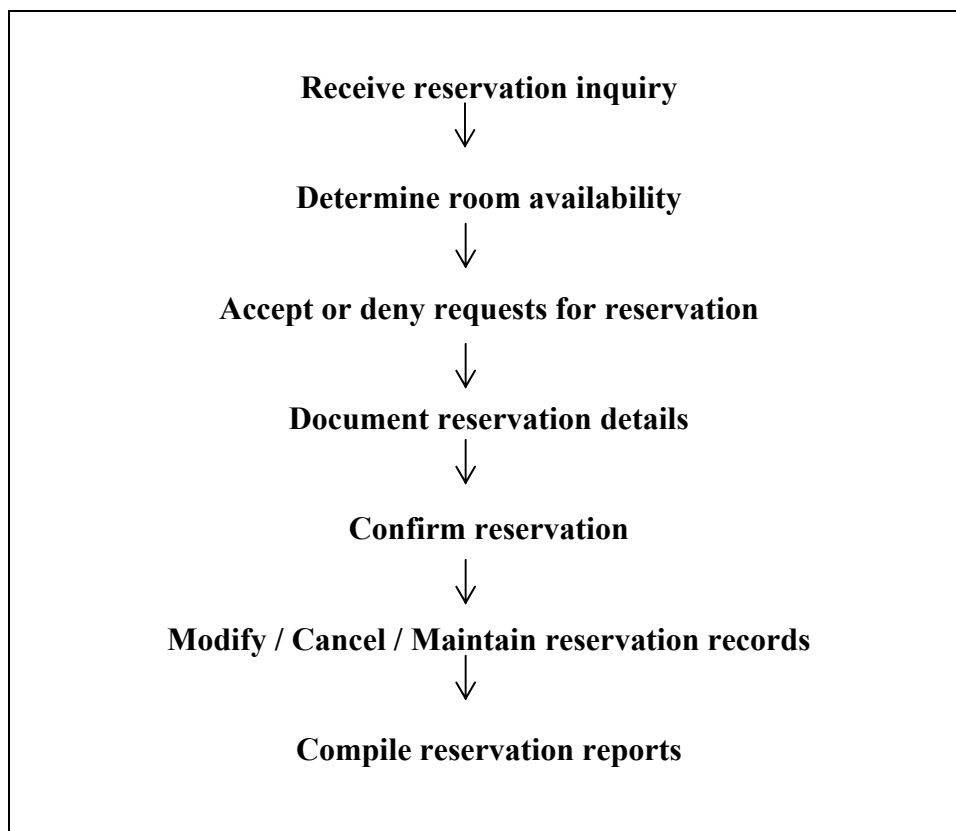 Receive reservation inquiry
Determine room availability
Accept or deny requests for reservation
Document reservation details
Confirm reservation
Modify / Cancel / Maintain reservation records
Compile reservation reports